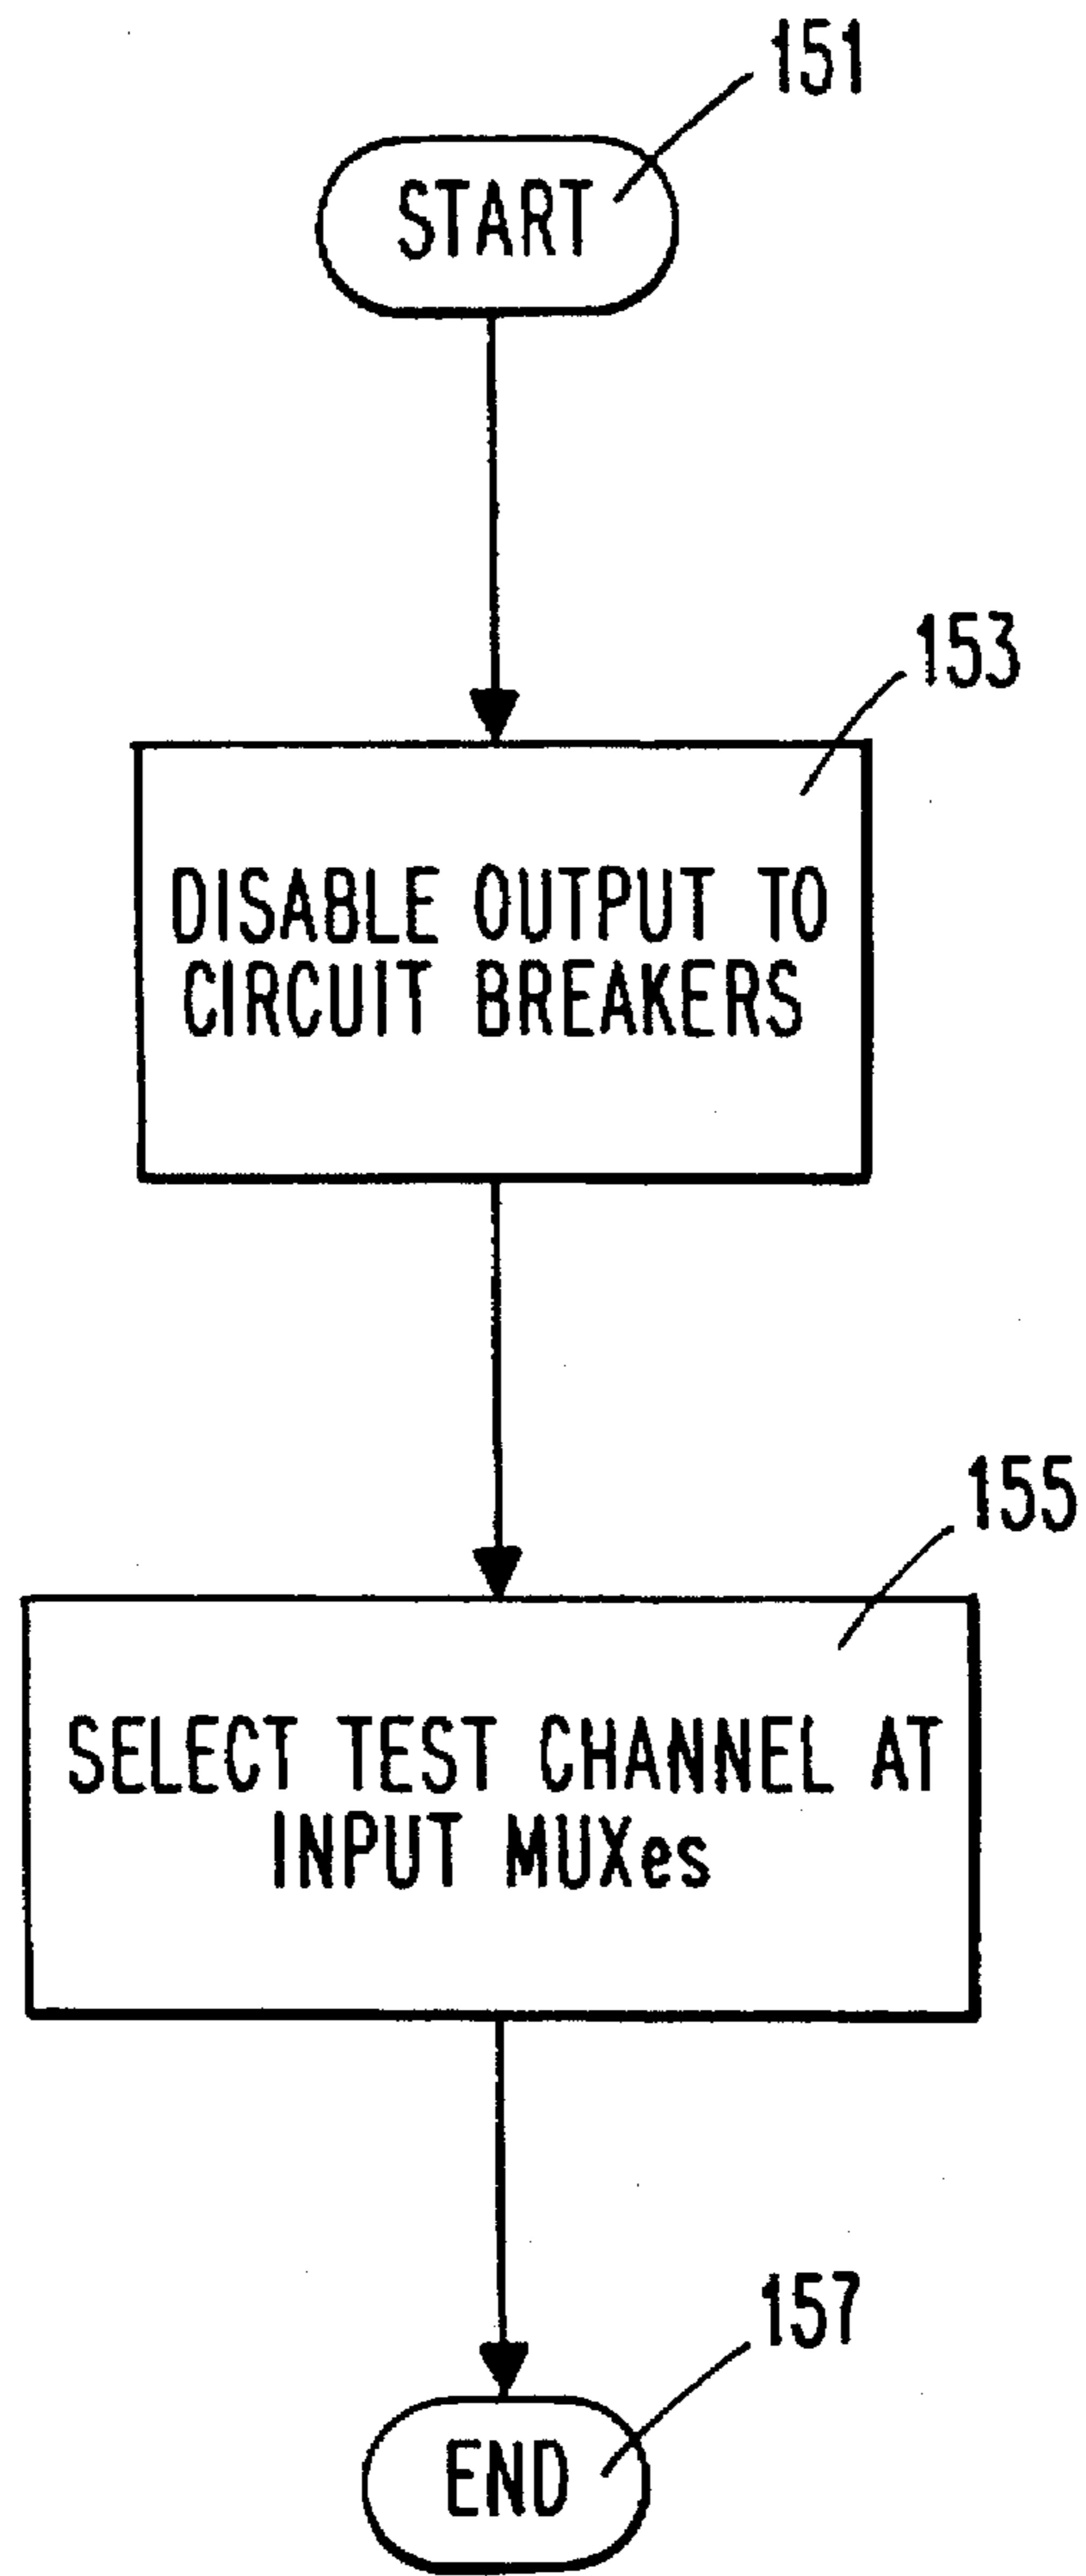 151
START
153
DISABLE OUTPUT TO
CIRCUIT BREAKERS
155
SELECT TEST CHANNEL AT
INPUT MUXes
157
END